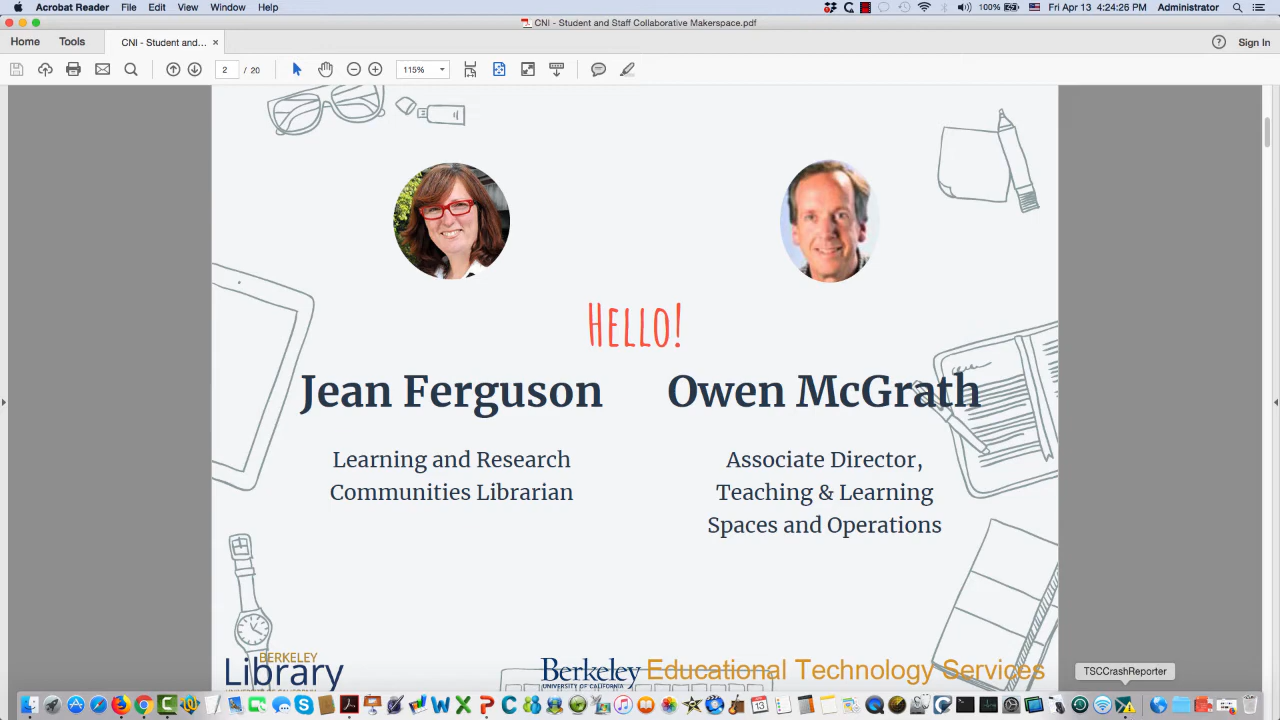 Acrobat Reader File Edit View Window Help 100% Fri Apr 13 4:24:26 PM Administrator
CNI - Student and Staff Collaborative Makerspace.pdf
Home Tools CNI - Student and... × Sign In
2 / 20 115%
Hello!
Jean Ferguson
Learning and Research
Communities Librarian
Owen McGrath
Associate Director,
Teaching & Learning
Spaces and Operations
BERKELEY
Library
Berkeley Educational Technology Services
UNIVERSITY OF CALIFORNIA
TSCCrashReporter